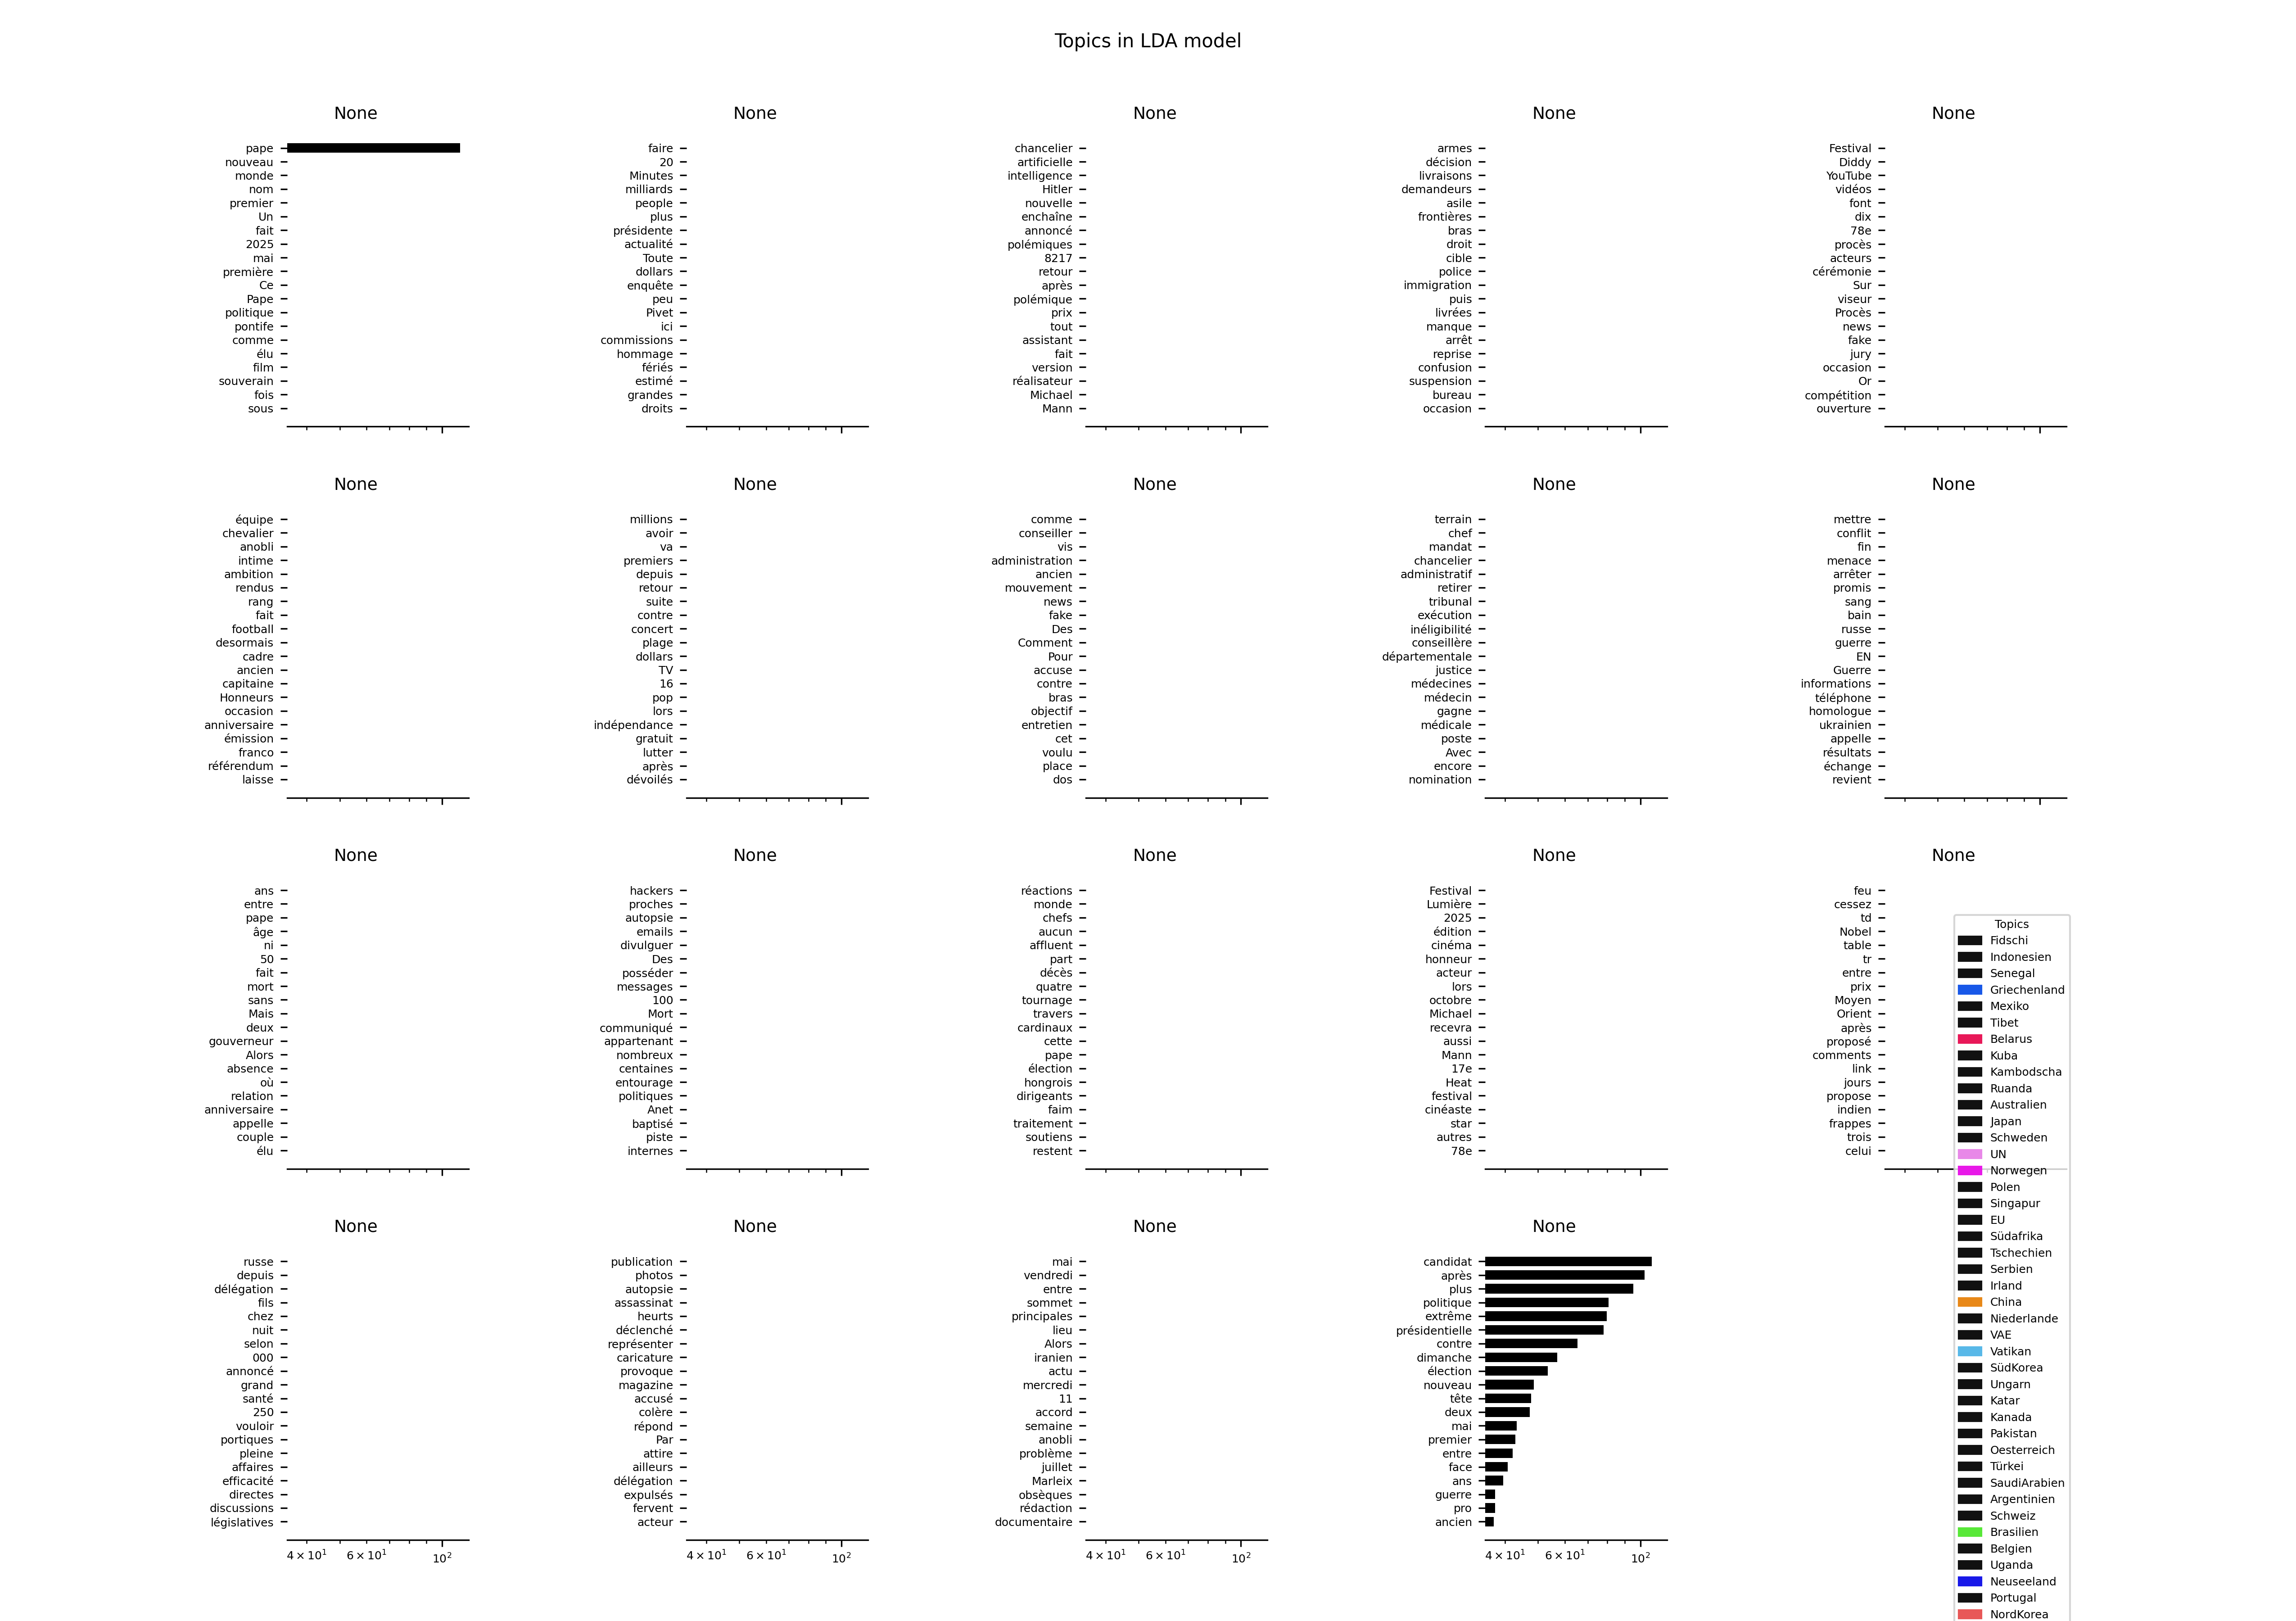 Topics in LDA model
None
pape
nouveau
monde
nom
premier
Un
fait
2025
mai
première
Ce
Pape
politique
pontife
comme
élu
film
souverain
fois
sous
None
faire
20
Minutes
milliards
people
plus
présidente
actualité
Toute
dollars
enquête
peu
Pivet
ici
commissions
hommage
fériés
estimé
grandes
droits
None
chancelier
artificielle
intelligence
Hitler
nouvelle
enchaîne
annoncé
polémiques
8217
retour
après
polémique
prix
tout
assistant
fait
version
réalisateur
Michael
Mann
None
armes
décision
livraisons
demandeurs
asile
frontières
bras
droit
cible
police
immigration
puis
livrées
manque
arrêt
reprise
confusion
suspension
bureau
occasion
None
Festival
Diddy
YouTube
vidéos
font
dix
78e
procès
acteurs
cérémonie
Sur
viseur
Procès
news
fake
jury
occasion
Or
compétition
ouverture
None
équipe
chevalier
anobli
intime
ambition
rendus
rang
fait
football
desormais
cadre
ancien
capitaine
Honneurs
occasion
anniversaire
émission
franco
référendum
laisse
None
millions
avoir
va
premiers
depuis
retour
suite
contre
concert
plage
dollars
TV
16
pop
lors
indépendance
gratuit
lutter
après
dévoilés
None
comme
conseiller
vis
administration
ancien
mouvement
news
fake
Des
Comment
Pour
accuse
contre
bras
objectif
entretien
cet
voulu
place
dos
None
terrain
chef
mandat
chancelier
administratif
retirer
tribunal
exécution
inéligibilité
conseillère
départementale
justice
médecines
médecin
gagne
médicale
poste
Avec
encore
nomination
None
mettre
conflit
fin
menace
arrêter
promis
sang
bain
russe
guerre
EN
Guerre
informations
téléphone
homologue
ukrainien
appelle
résultats
échange
revient
None
ans
entre
pape
âge
ni
50
fait
mort
sans
Mais
deux
gouverneur
Alors
absence
où
relation
anniversaire
appelle
couple
élu
None
hackers
proches
autopsie
emails
divulguer
Des
posséder
messages
100
Mort
communiqué
appartenant
nombreux
centaines
entourage
politiques
Anet
baptisé
piste
internes
None
réactions
monde
chefs
aucun
affluent
part
décès
quatre
tournage
travers
cardinaux
cette
pape
élection
hongrois
dirigeants
faim
traitement
soutiens
restent
None
Festival
Lumière
2025
édition
cinéma
honneur
acteur
lors
octobre
Michael
recevra
aussi
Mann
17e
Heat
festival
cinéaste
star
autres
78e
None
feu
cessez
td
Nobel
table
tr
entre
prix
Moyen
Orient
après
proposé
comments
link
jours
propose
indien
frappes
trois
celui
None
russe
depuis
délégation
fils
chez
nuit
selon
000
annoncé
grand
santé
250
vouloir
portiques
pleine
affaires
efficacité
directes
discussions
législatives
4 × 10¹ 6 × 10¹ 10²
None
publication
photos
autopsie
assassinat
heurts
déclenché
représenter
caricature
provoque
magazine
accusé
colère
répond
Par
attire
ailleurs
délégation
expulsés
fervent
acteur
4 × 10¹ 6 × 10¹ 10²
None
mai
vendredi
entre
sommet
principales
lieu
Alors
iranien
actu
mercredi
11
accord
semaine
anobli
problème
juillet
Marleix
obsèques
rédaction
documentaire
4 × 10¹ 6 × 10¹ 10²
None
candidat
après
plus
politique
extrême
présidentielle
contre
dimanche
élection
nouveau
tête
deux
mai
premier
entre
face
ans
guerre
pro
ancien
4 × 10¹ 6 × 10¹ 10²
Topics
Fidschi
Indonesien
Senegal
Griechenland
Mexiko
Tibet
Belarus
Kuba
Kambodscha
Ruanda
Australien
Japan
Schweden
UN
Norwegen
Polen
Singapur
EU
Südafrika
Tschechien
Serbien
Irland
China
Niederlande
VAE
Vatikan
SüdKorea
Ungarn
Katar
Kanada
Pakistan
Oesterreich
Türkei
SaudiArabien
Argentinien
Schweiz
Brasilien
Belgien
Uganda
Neuseeland
Portugal
NordKorea